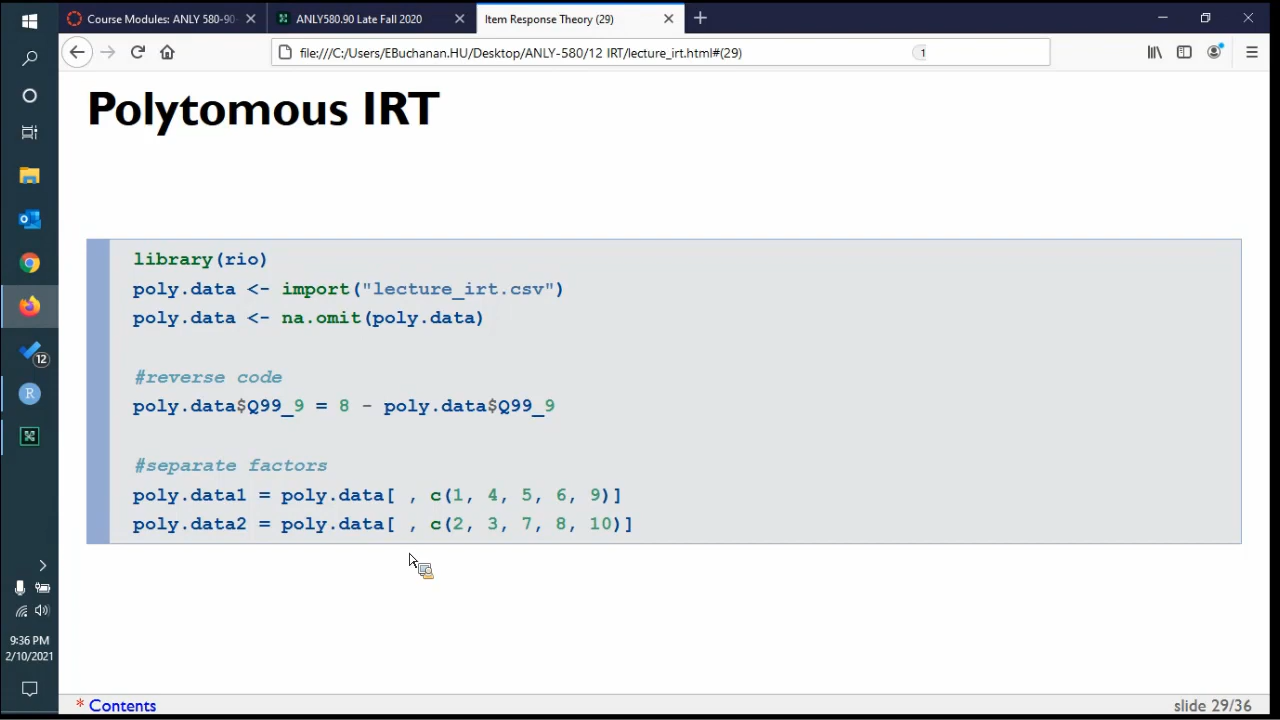 Course Modules: ANLY 580-90-
ANLY580.90 Late Fall 2020
Item Response Theory (29)
file:///C:/Users/EBuchanan.HU/Desktop/ANLY-580/12 IRT/lecture_irt.html#(29)
1
Polytomous IRT
library(rio)
poly.data <- import("lecture_irt.csv")
poly.data <- na.omit(poly.data)
#reverse code
poly.data$Q99_9 = 8 - poly.data$Q99_9
#separate factors
poly.data1 = poly.data[ , c(1, 4, 5, 6, 9)]
poly.data2 = poly.data[ , c(2, 3, 7, 8, 10)]
12
R
9:36 PM
2/10/2021
* Contents
slide 29/36